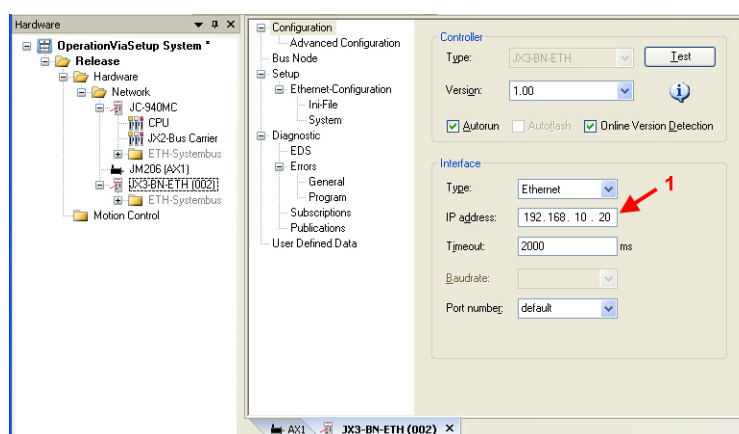 Hardware
OperationViaSetup System *
Release
Hardware
Network
JC-940MC
CPU
JX2-Bus Carrier
ETH-Systembus
JM206 (AX1)
JX3-BN-ETH (002)
ETH-Systembus
Motion Control
Configuration
Advanced Configuration
Bus Node
Setup
Ethernet-Configuration
Ini-File
System
Diagnostic
EDS
Errors
General
Program
Subscriptions
Publications
User Defined Data
Controller
Type: JX3-BN-ETH Test
Version: 1.00
Autorun Autoflash Online Version Detection
Interface
Type: Ethernet
1
IP address: 192.168. 10 . 20
Timeout: 2000 ms
Baudrate:
Port number: default
AX1 JX3-BN-ETH (002) X